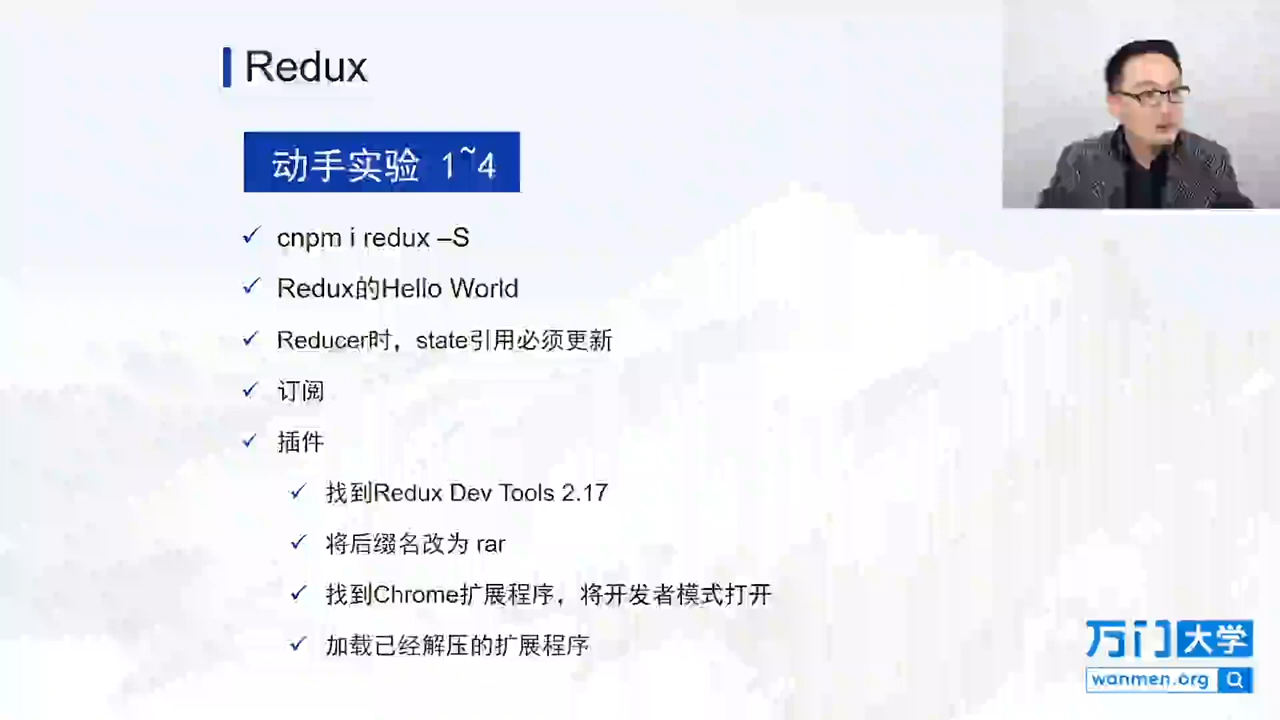 Redux
动手实验 1~4
cnpm i redux –S
Redux的Hello World
Reducer时，state引用必须更新
订阅
插件
找到Redux Dev Tools 2.17
将后缀名改为 rar
找到Chrome扩展程序，将开发者模式打开
加载已经解压的扩展程序
万门大学
wanmen.org